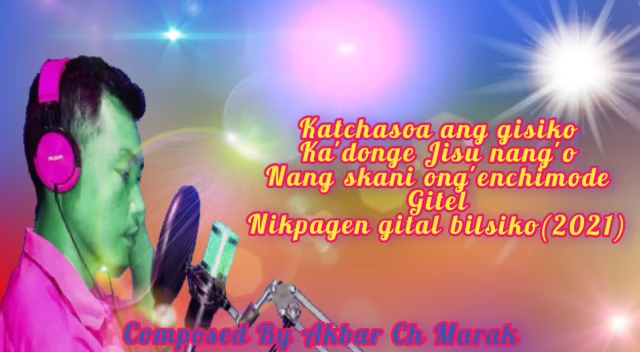 Katchasoa ang gisiko
Ka'donge Jisu nang'o
Nang skani ong'enchimode
Gitel
Nikpagen gital bilsiko(2021)
Composed By Akbar Ch Marak